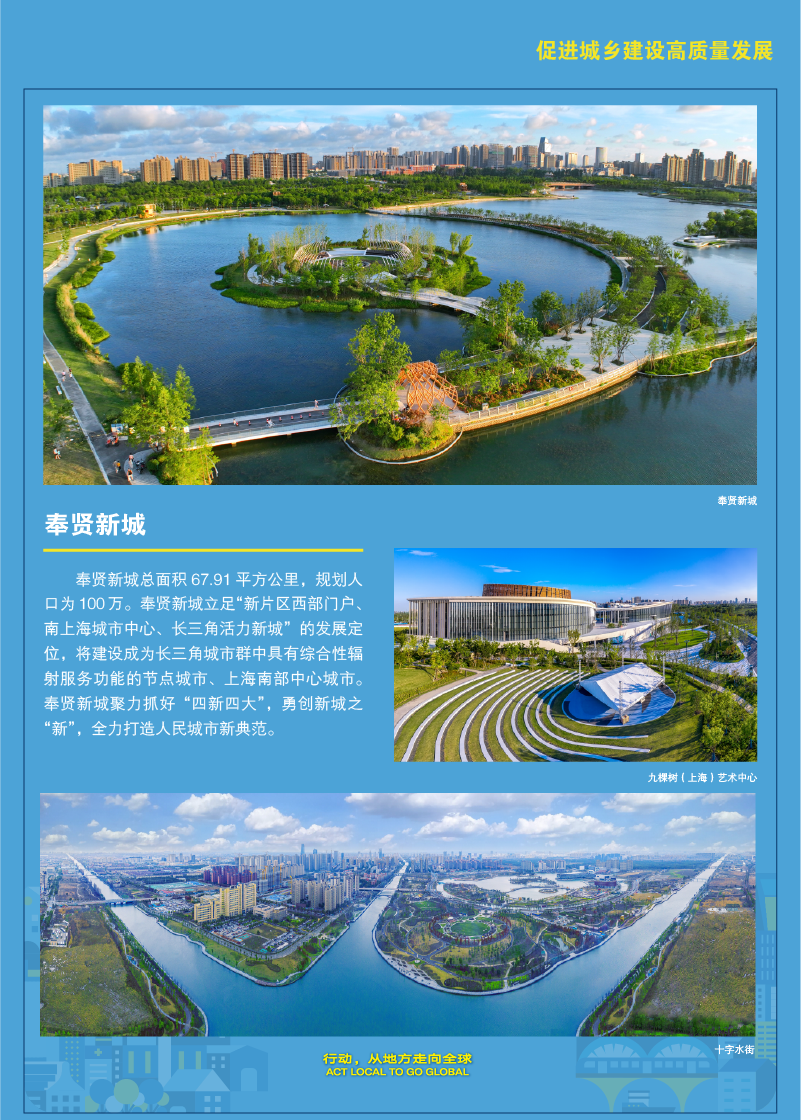 促进城乡建设高质量发展
奉贤新城
奉贤新城
奉贤新城总面积 67.91 平方公里，规划人
口为 100 万。奉贤新城立足“新片区西部门户、
南上海城市中心、长三角活力新城”的发展定
位，将建设成为长三角城市群中具有综合性辐
射服务功能的节点城市、上海南部中心城市。
奉贤新城聚力抓好“四新四大”，勇创新城之
“新”，全力打造人民城市新典范。
九棵树（上海）艺术中心
十字水街
行动，从地方走向全球
ACT LOCAL TO GO GLOBAL